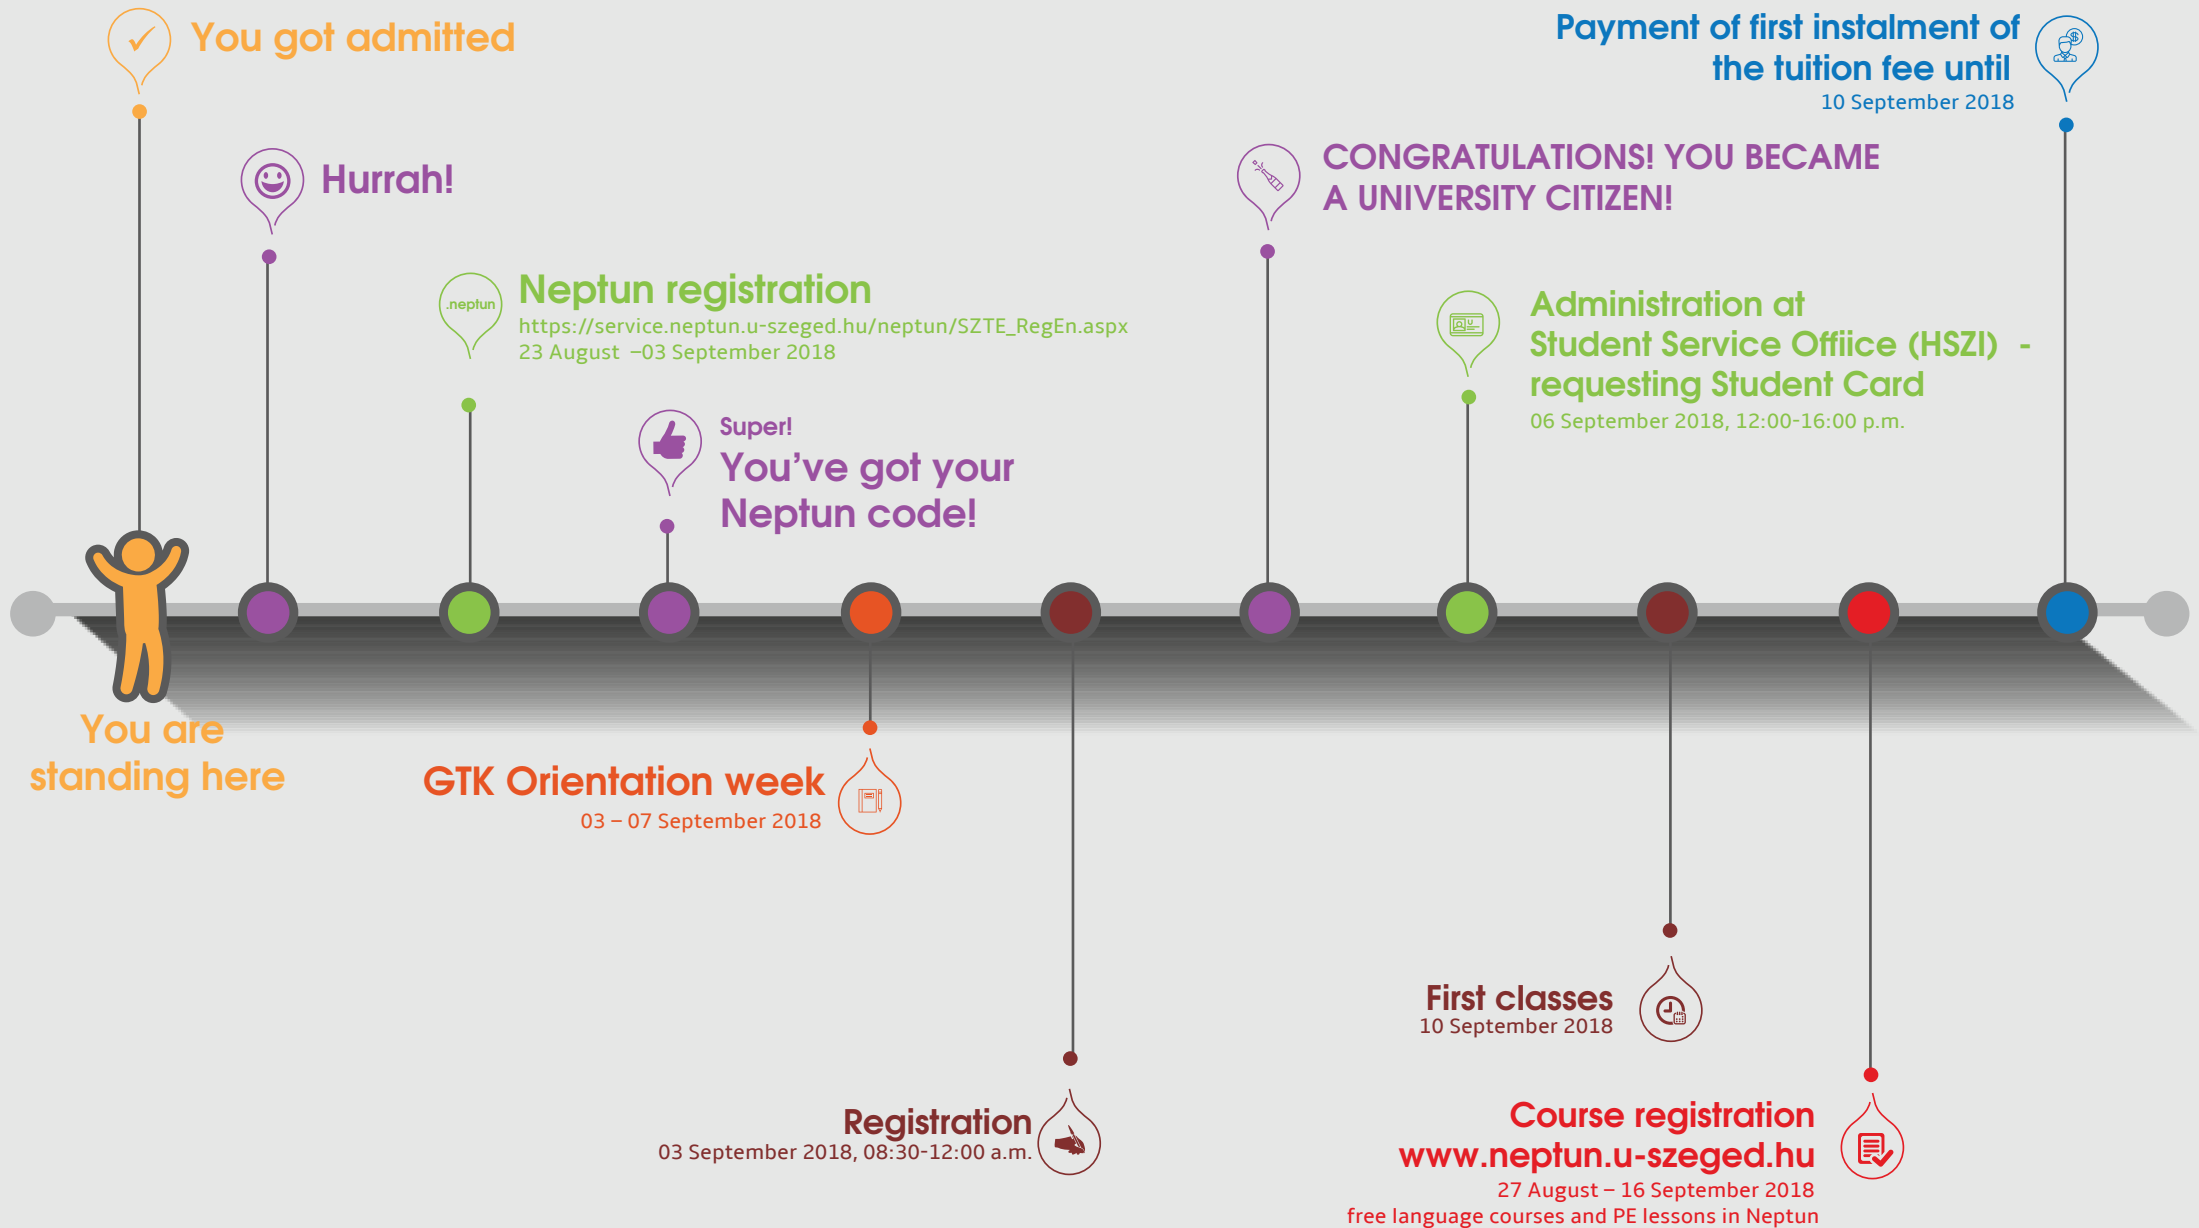 You got admitted
Hurrah!
.neptun
Neptun registration
https://service.neptun.u-szeged.hu/neptun/SZTE_RegEn.aspx
23 August –03 September 2018
Super!
You’ve got your
Neptun code!
CONGRATULATIONS! YOU BECAME
A UNIVERSITY CITIZEN!
Administration at
Student Service Offiice (HSZI) -
requesting Student Card
06 September 2018, 12:00-16:00 p.m.
Payment of first instalment of
the tuition fee until
10 September 2018
You are
standing here
GTK Orientation week
03 – 07 September 2018
Registration
03 September 2018, 08:30-12:00 a.m.
First classes
10 September 2018
Course registration
www.neptun.u-szeged.hu
27 August – 16 September 2018
free language courses and PE lessons in Neptun